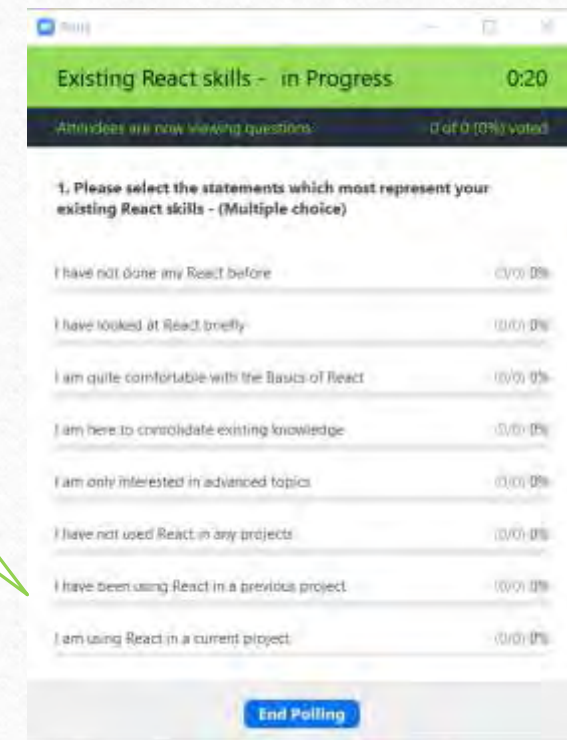 Polls
Existing React skills - in Progress 0:20
Attendees are now viewing questions 0 of 0 (0%) voted
1. Please select the statements which most represent your
existing React skills - (Multiple choice)
I have not done any React before (0/0) 0%
I have looked at React briefly (0/0) 0%
I am quite comfortable with the Basics of React (0/0) 0%
I am here to consolidate existing knowledge (0/0) 0%
I am only interested in advanced topics (0/0) 0%
I have not used React in any projects (0/0) 0%
I have been using React in a previous project (0/0) 0%
I am using React in a current project (0/0) 0%
End Polling